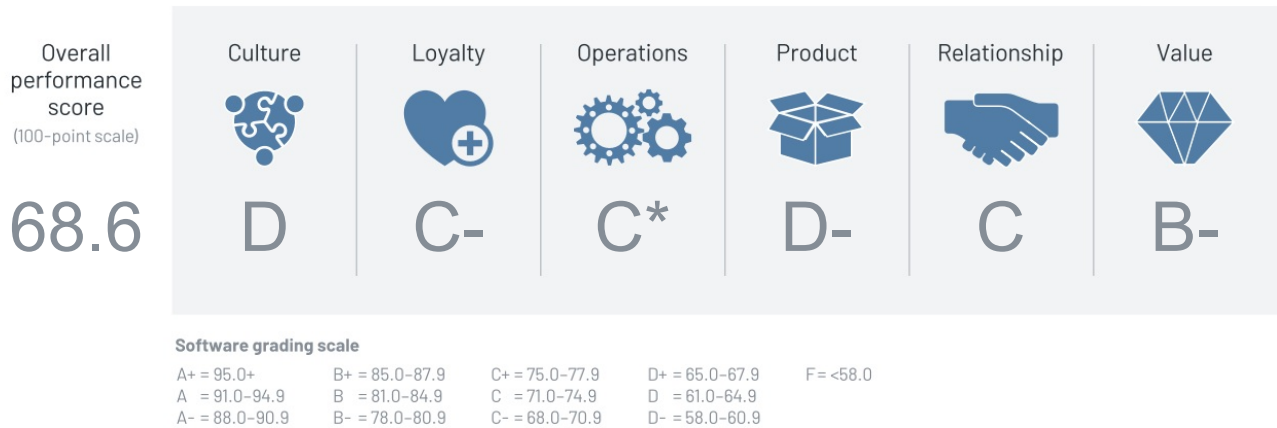 Overall
performance
score
(100-point scale)
68.6
Culture
D
Loyalty
C-
Operations
C*
Product
D-
Relationship
C
Value
B-
Software grading scale
A+ = 95.0+
A = 91.0–94.9
A- = 88.0–90.9
B+ = 85.0–87.9
B = 81.0–84.9
B- = 78.0–80.9
C+ = 75.0–77.9
C = 71.0–74.9
C- = 68.0–70.9
D+ = 65.0–67.9
D = 61.0–64.9
D- = 58.0–60.9
F = <58.0